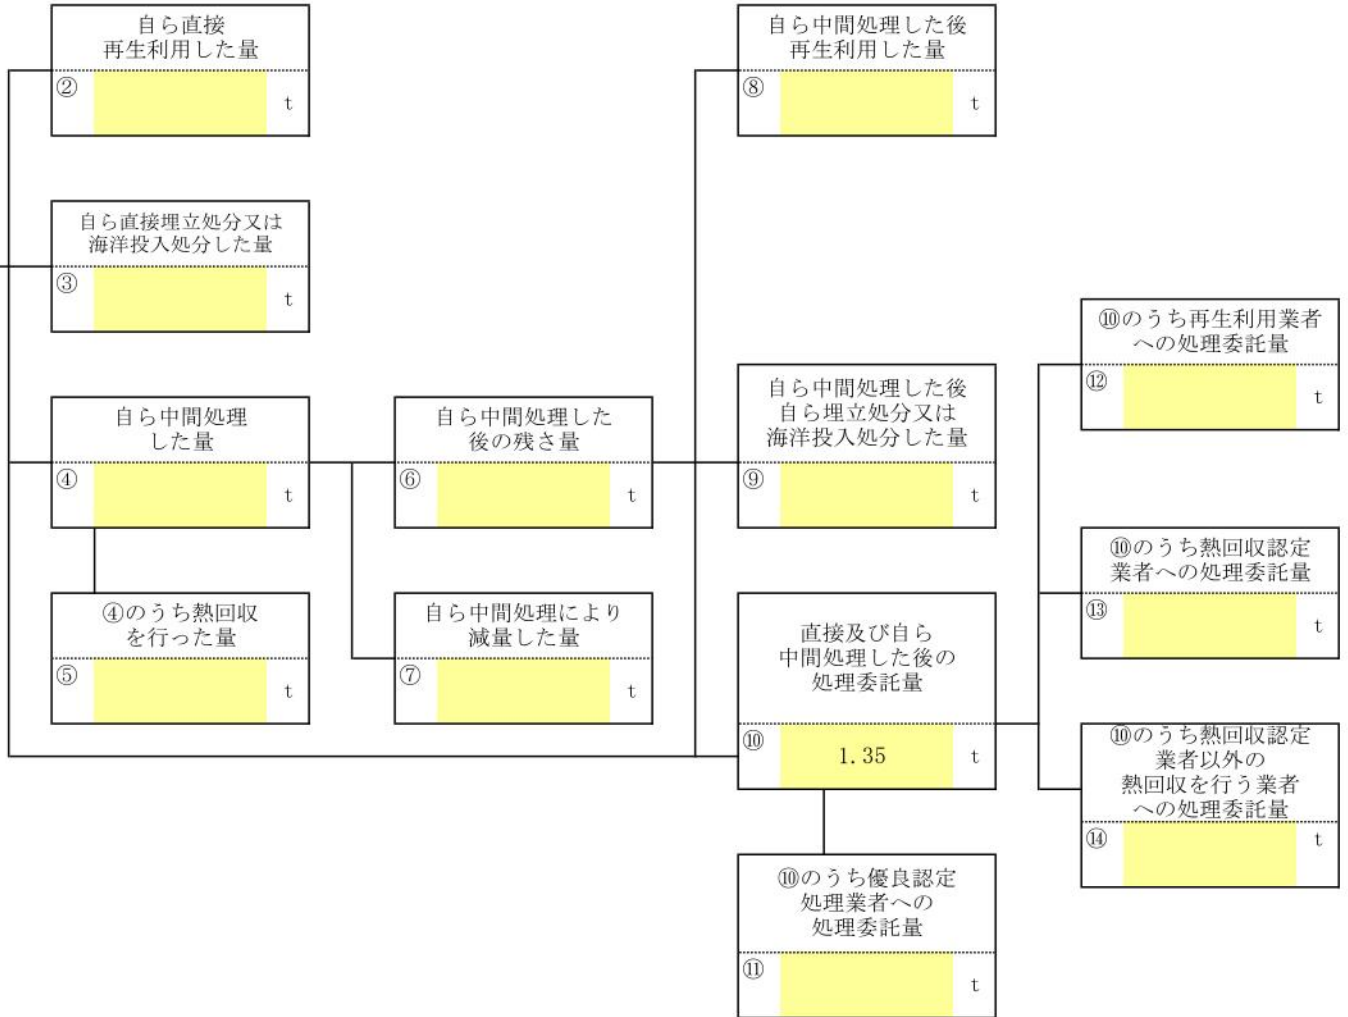 自ら直接
再生利用した量
②
t
自ら中間処理した後
再生利用した量
⑧
t
自ら直接埋立処分又は
海洋投入処分した量
③
t
⑩のうち再生利用業者
への処理委託量
⑫
t
自ら中間処理
した量
④
t
自ら中間処理した
後の残さ量
⑥
t
自ら中間処理した後
自ら埋立処分又は
海洋投入処分した量
⑨
t
⑩のうち熱回収認定
業者への処理委託量
⑬
t
④のうち熱回収
を行った量
⑤
t
自ら中間処理により
減量した量
⑦
t
直接及び自ら
中間処理した後の
処理委託量
⑩
1.35 t
⑩のうち熱回収認定
業者以外の
熱回収を行う業者
への処理委託量
⑭
t
⑩のうち優良認定
処理業者への
処理委託量
⑪
t